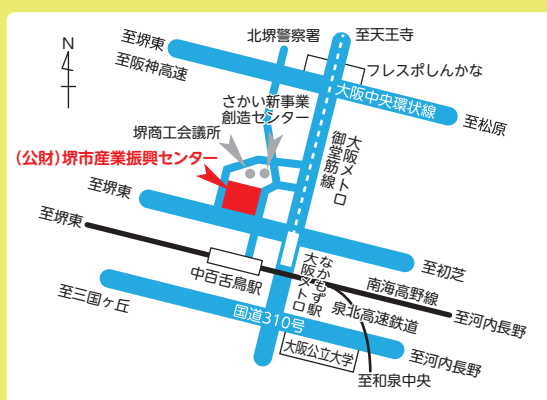 N
至堺東
至阪神高速
北堺警察署
至天王寺
フレスポしんかな
大阪中央環状線
至松原
さかい新事業
創造センター
堺商工会議所
(公財)堺市産業振興センター
大阪メトロ
御堂筋線
至堺東
至堺東
至初芝
中百舌鳥駅
大阪メトロ
なかもず駅
南海高野線
泉北高速鉄道
至河内長野
至三国ヶ丘
国道310号
大阪公立大学
至河内長野
至和泉中央